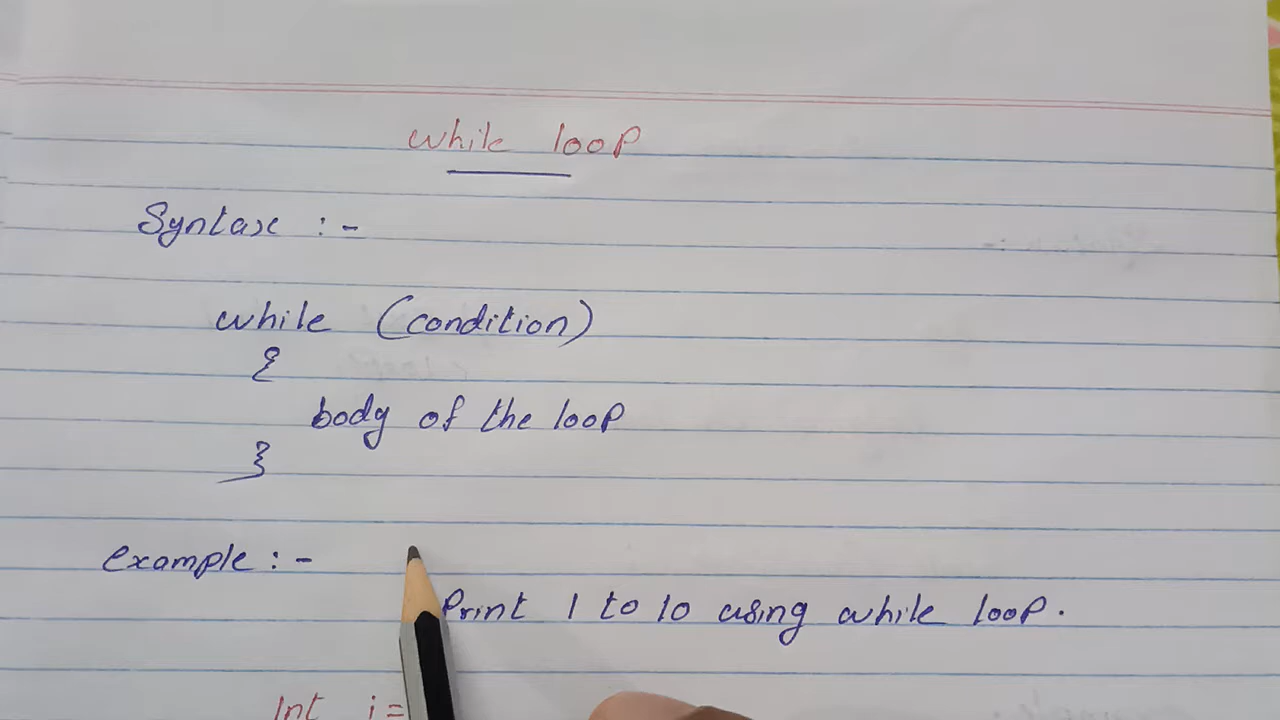 while loop
Syntax :-
while (condition)
{
body of the loop
}
example :-
Print 1 to 10 using while loop.
Int i =